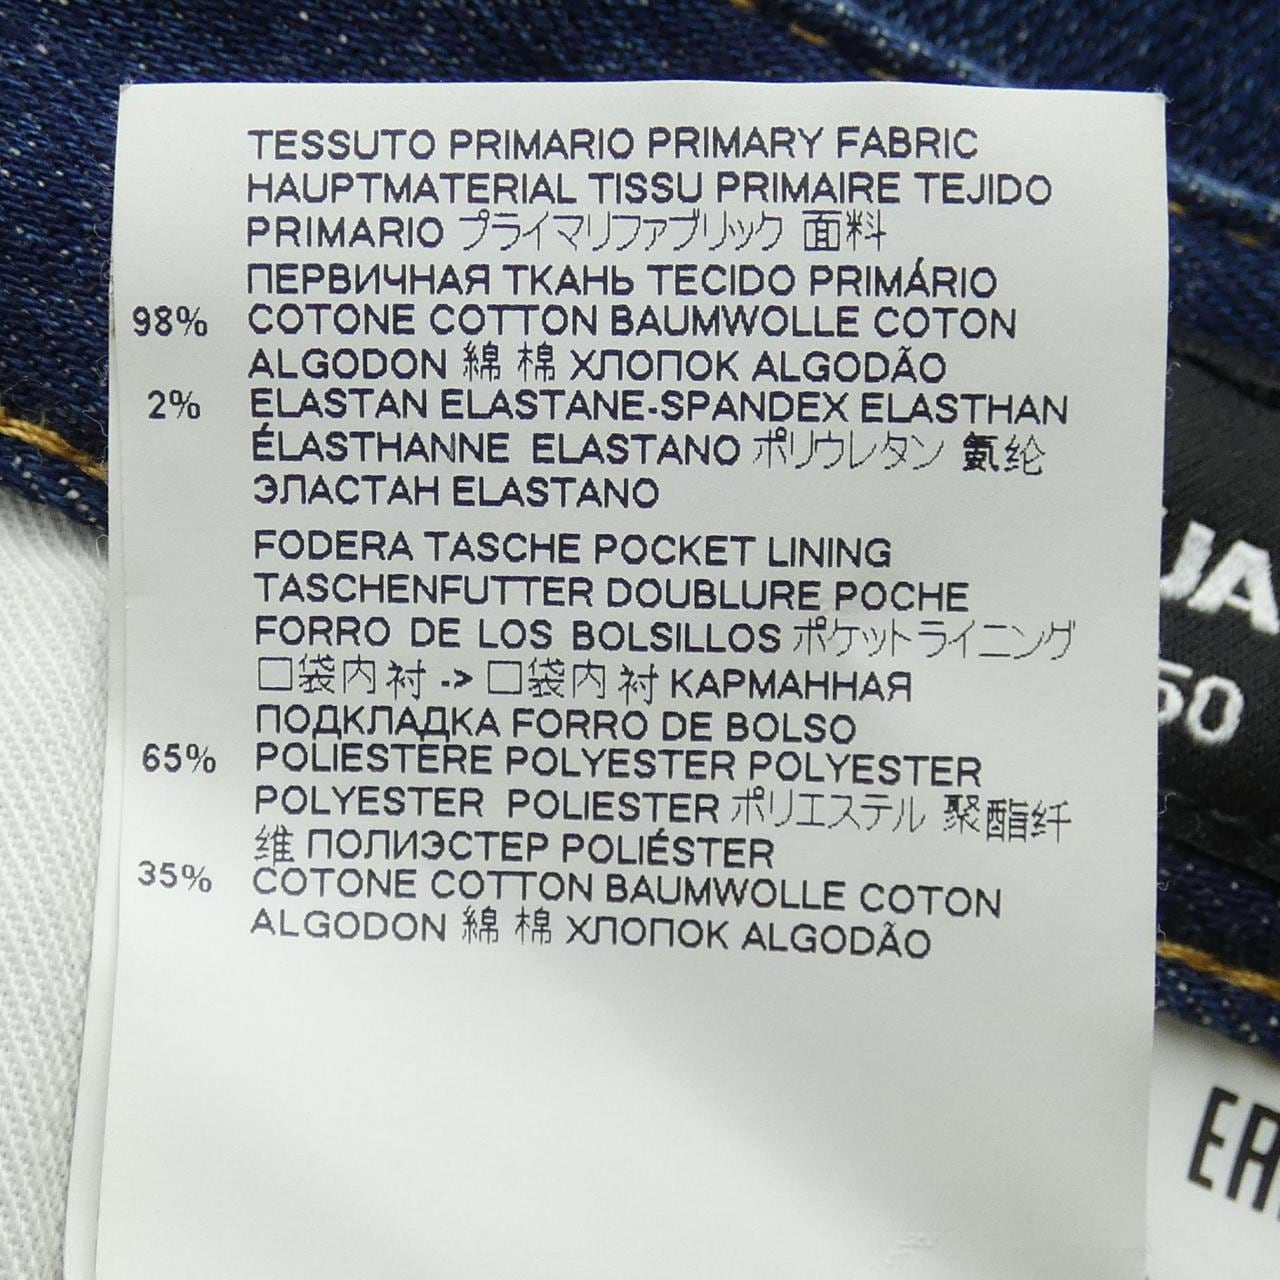 TESSUTO PRIMARIO PRIMARY FABRIC
HAUPTMATERIAL TISSU PRIMAIRE TEJIDO
PRIMARIO プライマリファブリック 面料
ПЕРВИЧНАЯ ТКАНЬ TECIDO PRIMÁRIO
98% COTONE COTTON BAUMWOLLE COTON
ALGODON 綿 棉 ХЛОПОК ALGODÃO
2% ELASTAN ELASTANE-SPANDEX ELASTHAN
ÉLASTHANNE ELASTANO ポリウレタン 氨纶
ЭЛАСТАН ELASTANO
FODERA TASCHE POCKET LINING
TASCHENFUTTER DOUBLURE POCHE
FORRO DE LOS BOLSILLOS ポケットライニング
口袋内衬 -> 口袋内衬 КАРМАННАЯ
ПОДКЛАДКА FORRO DE BOLSO
65% POLIESTERE POLYESTER POLYESTER
POLYESTER POLIESTER ポリエステル 聚酯纤
维 ПОЛИЭСТЕР POLIÉSTER
35% COTONE COTTON BAUMWOLLE COTON
ALGODON 綿 棉 ХЛОПОК ALGODÃO
50